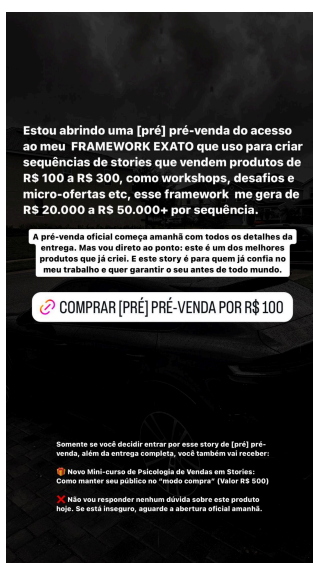 Estou abrindo uma [pré] pré-venda do acesso
ao meu FRAMEWORK EXATO que uso para criar
sequências de stories que vendem produtos de
R$ 100 a R$ 300, como workshops, desafios e
micro-ofertas etc, esse framework me gera de
R$ 20.000 a R$ 50.000+ por sequência.
A pré-venda oficial começa amanhã com todos os detalhes da
entrega. Mas vou direto ao ponto: este é um dos melhores
produtos que já criei. E este story é para quem já confia no
meu trabalho e quer garantir o seu antes de todo mundo.
COMPRAR [PRÉ] PRÉ-VENDA POR R$ 100
Somente se você decidir entrar por esse story de [pré] pré-
venda, além da entrega completa, você também vai receber:
🎁 Novo Mini-curso de Psicologia de Vendas em Stories:
Como manter seu público no “modo compra” (Valor R$ 500)
❌ Não vou responder nenhum dúvida sobre este produto
hoje. Se está inseguro, aguarde a abertura oficial amanhã.